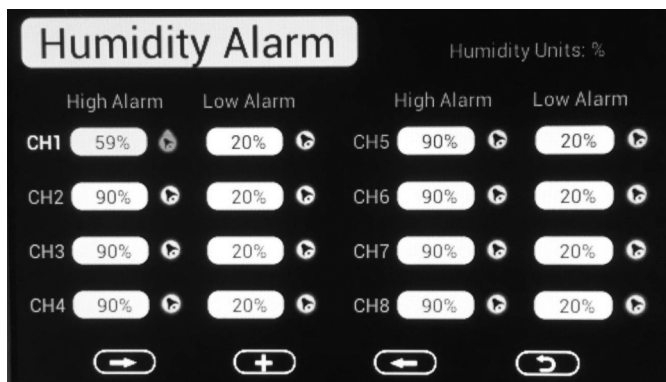 Humidity Alarm
Humidity Units: %
High Alarm Low Alarm High Alarm Low Alarm
CH1 59% 20% CH5 90% 20%
CH2 90% 20% CH6 90% 20%
CH3 90% 20% CH7 90% 20%
CH4 90% 20% CH8 90% 20%